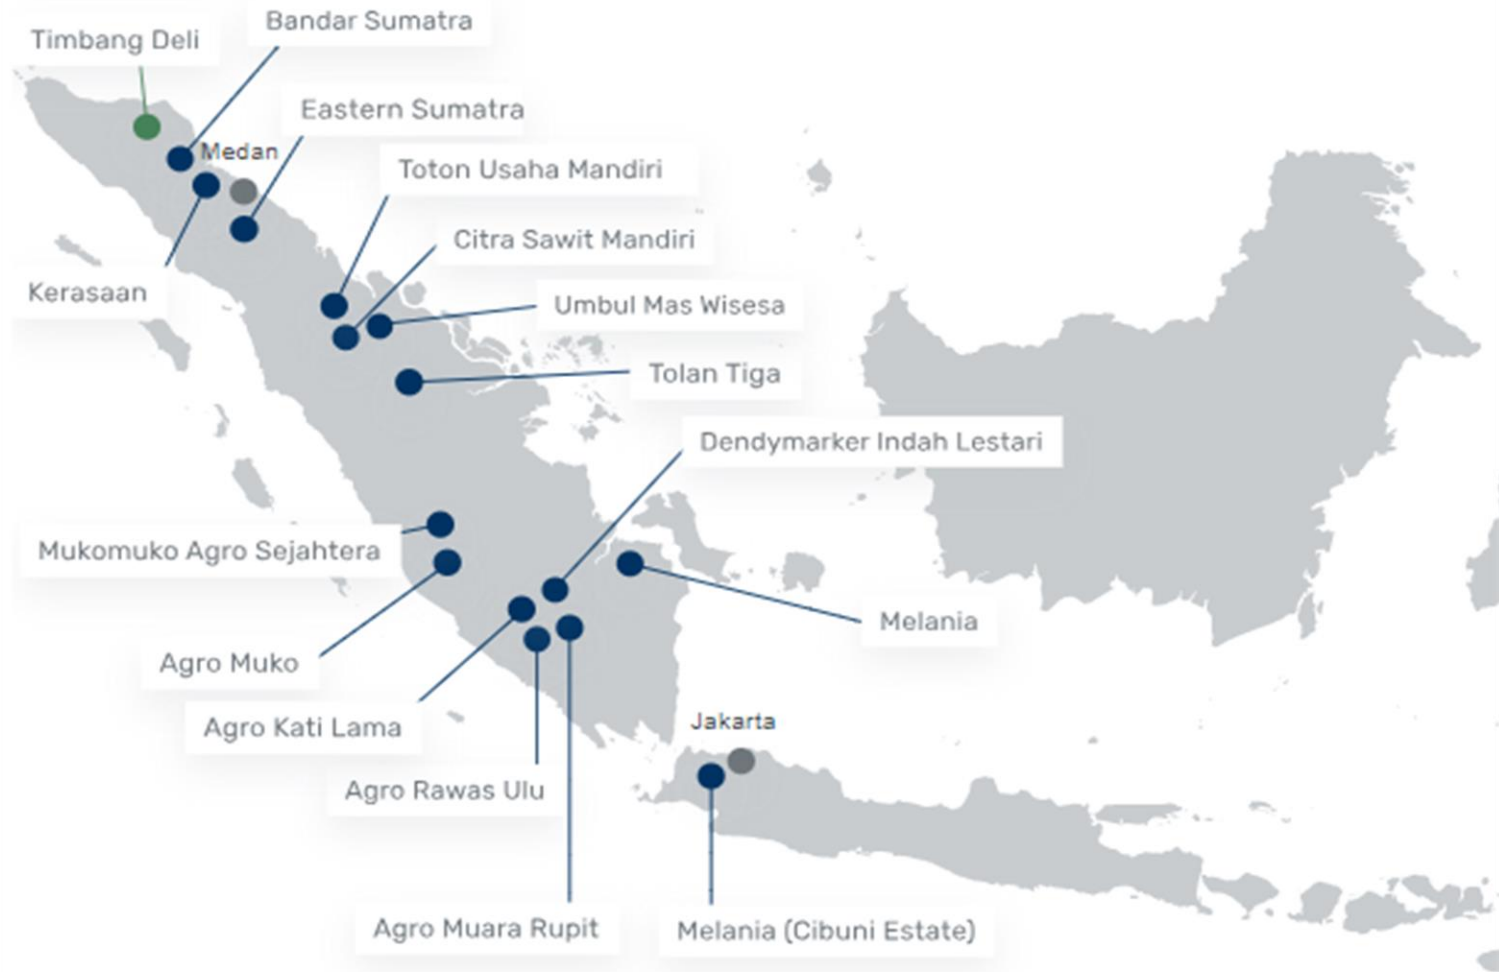 Bandar Sumatra
Timbang Deli
Eastern Sumatra
Medan
Toton Usaha Mandiri
Citra Sawit Mandiri
Kerasaan
Umbul Mas Wisesa
Tolan Tiga
Dendymarker Indah Lestari
Mukomuko Agro Sejahtera
Melania
Agro Muko
Agro Kati Lama
Jakarta
Agro Rawas Ulu
Agro Muara Rupit
Melania (Cibuni Estate)